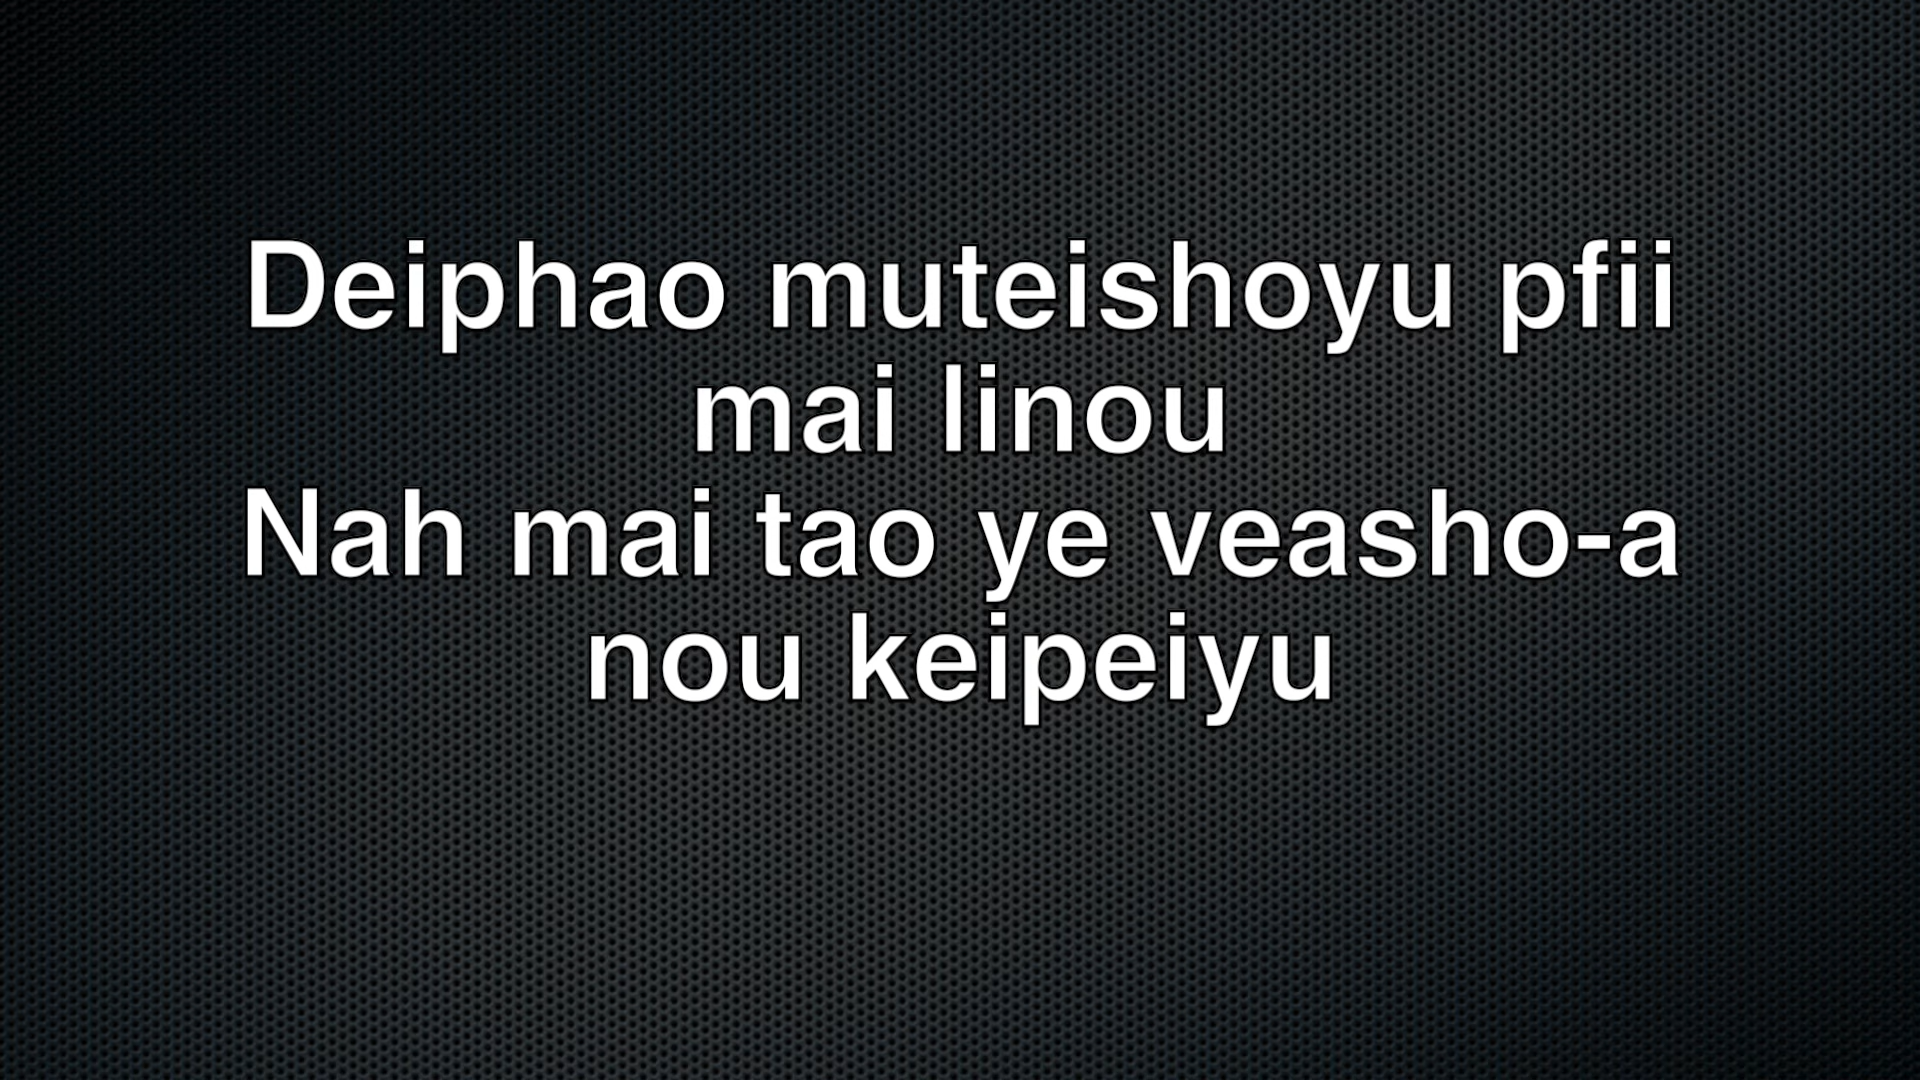 Deiphao muteishoyu pfii
mai linou
Nah mai tao ye veasho-a
nou keipeiyu